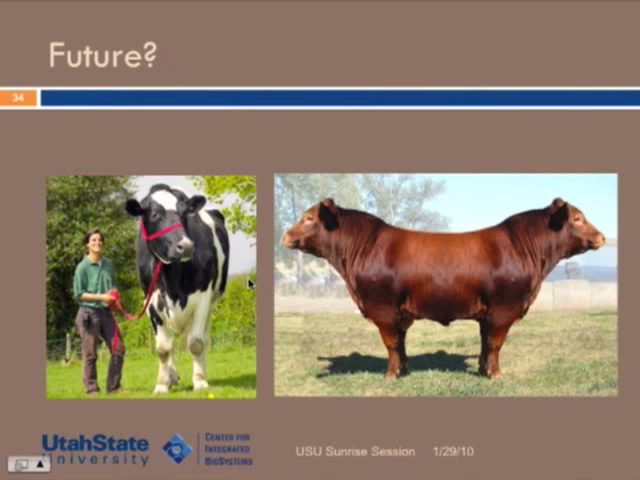 Future?
34
UtahState
University
CENTER FOR
INTEGRATED
BIOSYSTEMS
USU Sunrise Session 1/29/10